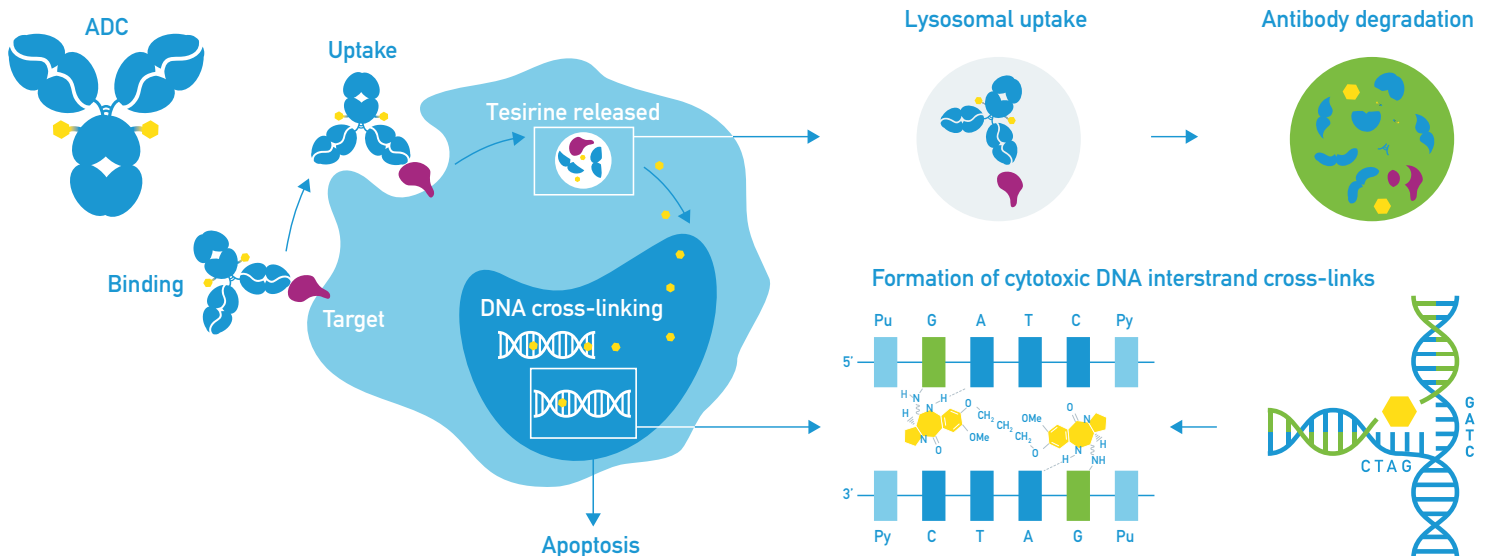 ADC
Uptake
Tesirine released
Binding
Target
DNA cross-linking
Apoptosis
Lysosomal uptake
Antibody degradation
Formation of cytotoxic DNA interstrand cross-links
Pu G A T C Py
5'
H N N H O CH2 CH2 CH2 O
H N O OMe
OMe O N H
H N NH
3'
Py C T A G Pu
CTAG
GATC